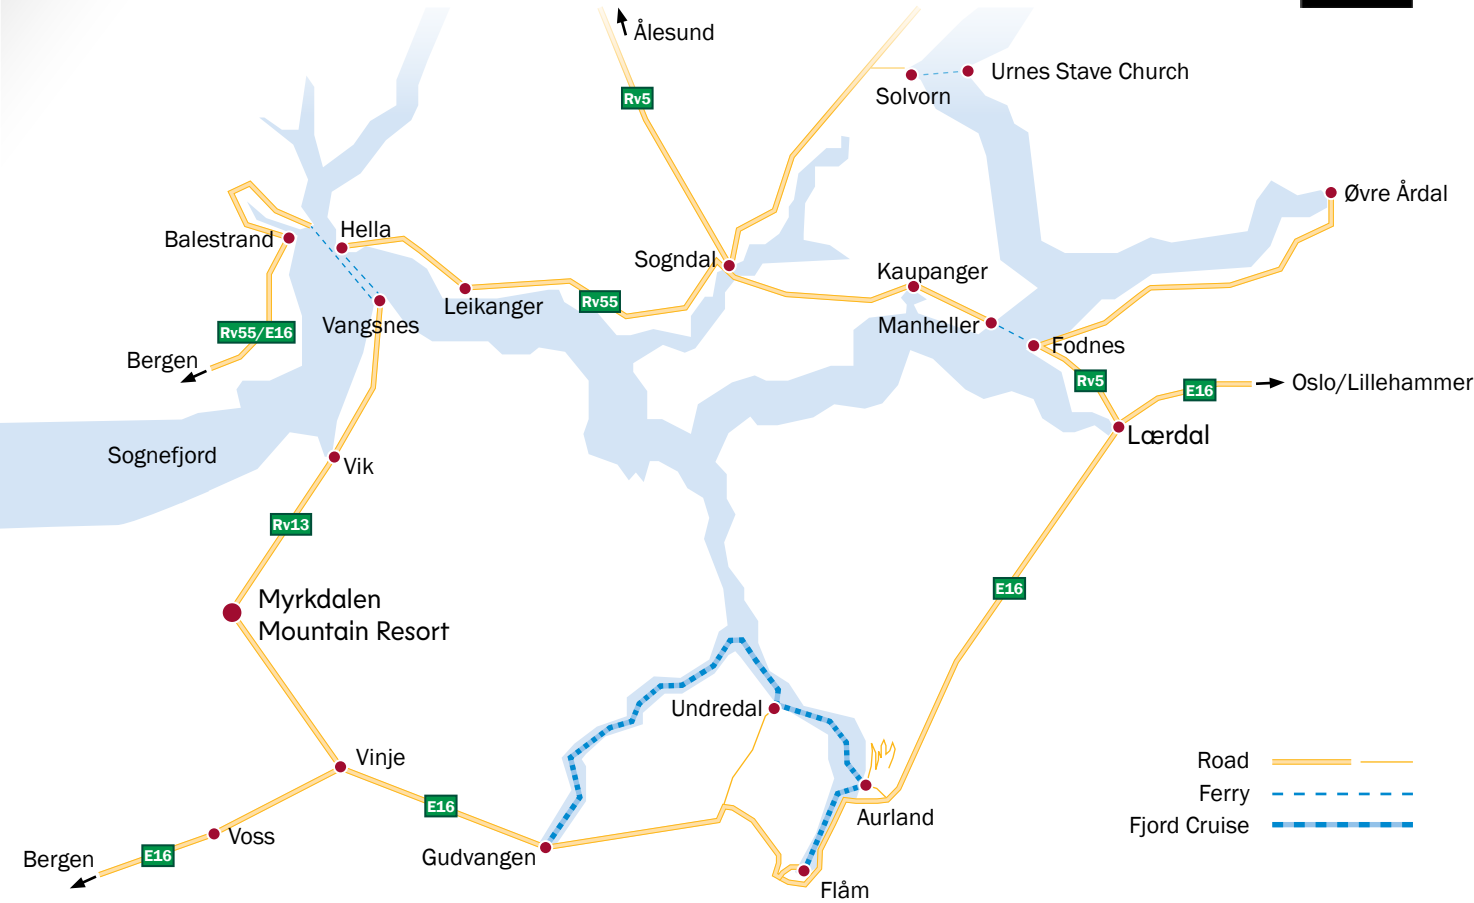 Ålesund
Urnes Stave Church
Solvorn
Rv5
Øvre Årdal
Balestrand
Hella
Sogndal
Kaupanger
Leikanger
Rv55
Vangsnes
Rv55/E16
Manheller
Fodnes
Bergen
Rv5
E16
Oslo/Lillehammer
Lærdal
Sognefjord
Vik
Rv13
E16
Myrkdalen
Mountain Resort
Undredal
Vinje
Road
Ferry
E16
Aurland
Fjord Cruise
Voss
Gudvangen
E16
Bergen
Flåm